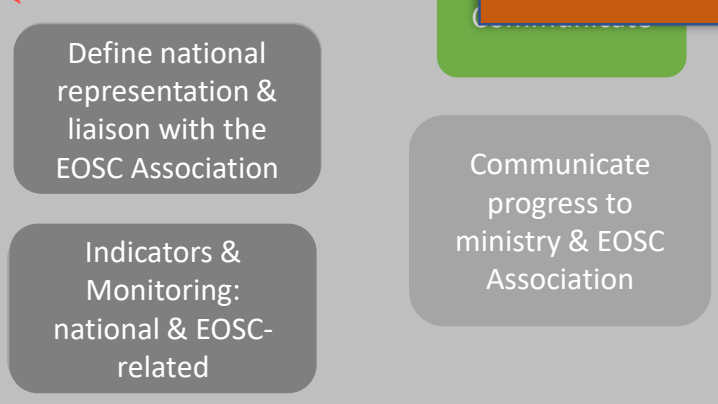 Communicate
Define national
representation &
liaison with the
EOSC Association
Communicate
progress to
ministry & EOSC
Association
Indicators &
Monitoring:
national & EOSC-
related